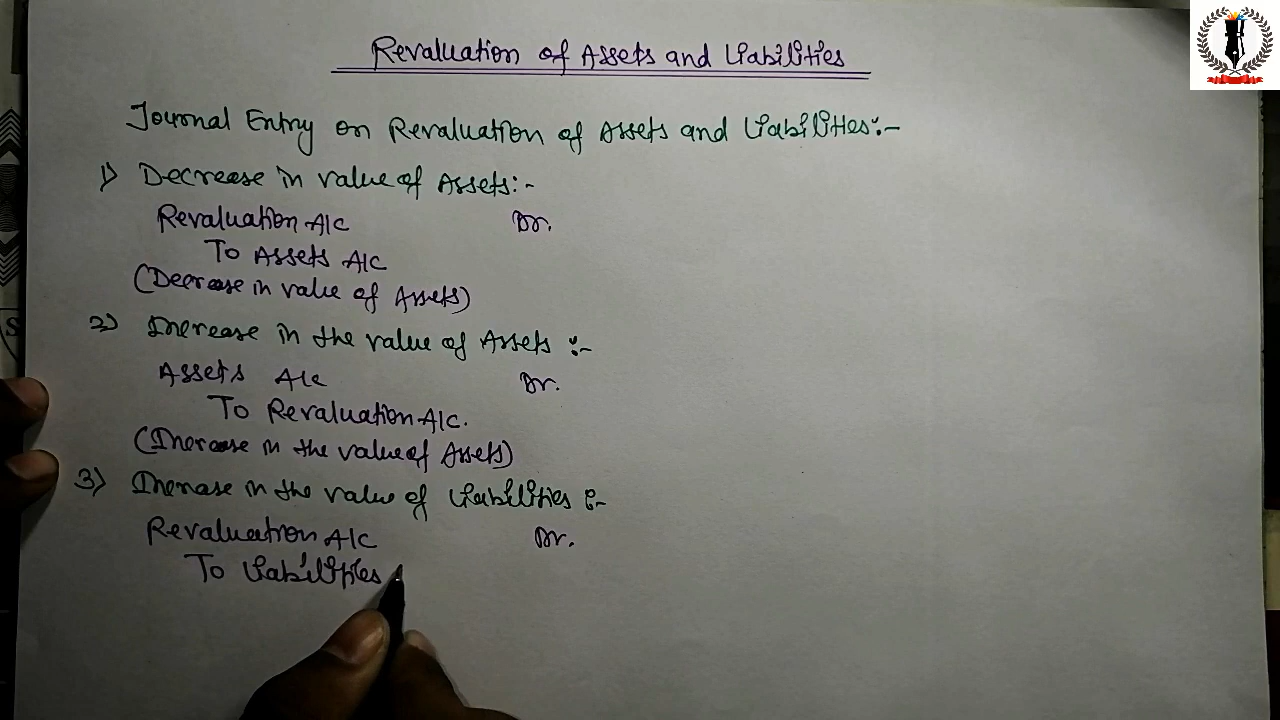 Revaluation of Assets and Liabilities
Journal Entry on Revaluation of Assets and Liabilities:-
1) Decrease in value of Assets:-
Revaluation A/c Dr.
To Assets A/c
(Decrease in value of Assets)
2) Increase in the value of Assets :-
Assets A/c Dr.
To Revaluation A/c.
(Increase in the value of Assets)
3) Increase in the value of Liabilities :-
Revaluation A/c Dr.
To Liabilities